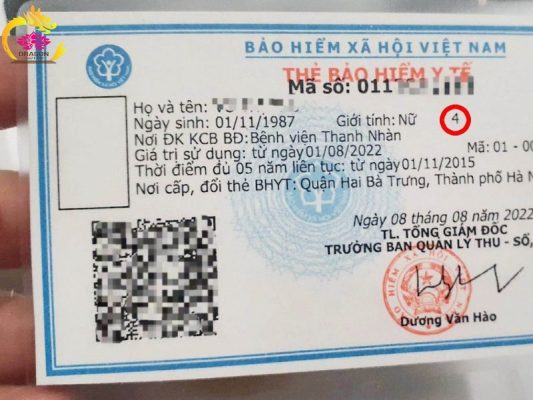 DRAGON
BẢO HIỂM XÃ HỘI VIỆT NAM
THẺ BẢO HIỂM Y TẾ
Mã số: 011
Họ và tên:
Ngày sinh: 01/11/1987 Giới tính: Nữ 4
Nơi ĐK KCB BĐ: Bệnh viện Thanh Nhàn
Giá trị sử dụng: từ ngày 01/08/2022 Mã: 01 - 00
Thời điểm đủ 05 năm liên tục: từ ngày 01/11/2015
Nơi cấp, đổi thẻ BHYT: Quận Hai Bà Trưng, Thành phố Hà N
Ngày 08 tháng 08 năm 2022
TL. TỔNG GIÁM ĐỐC
TRƯỞNG BAN QUẢN LÝ THU - SỔ,
Dương Văn Hào